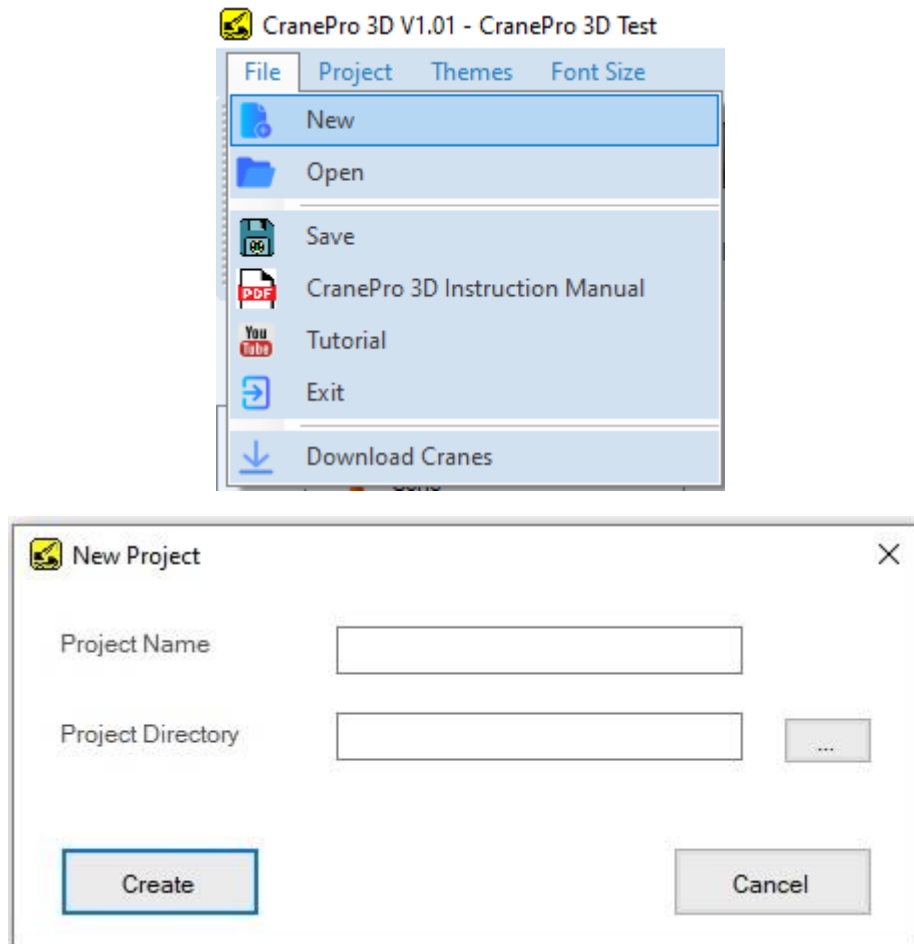 CranePro 3D V1.01 - CranePro 3D Test
File Project Themes Font Size
New
Open
Save
PDF CranePro 3D Instruction Manual
You Tube Tutorial
Exit
Download Cranes
New Project
Project Name
Project Directory
...
Create Cancel